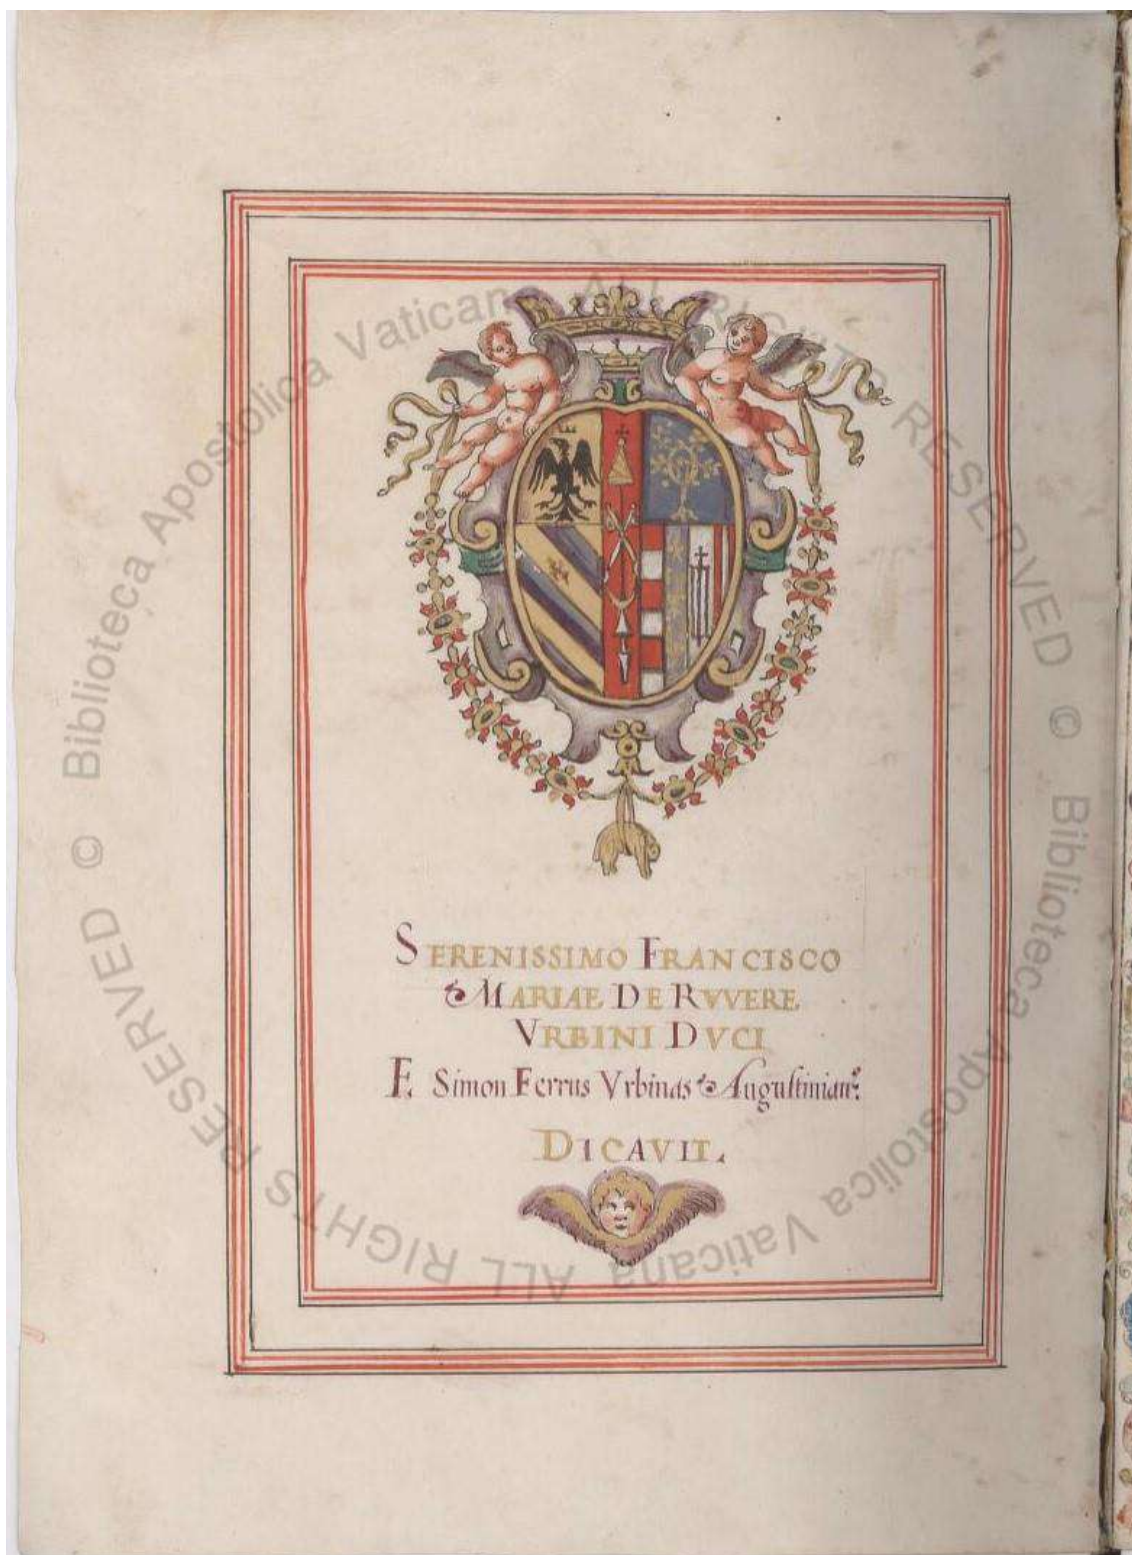 SERENISSIMO FRANCISCO
MARIAE DE RVVERE
VRBINI DVCI
F. Simon Ferrus Vrbinas Augustinian9.
DICAVIT.
© Biblioteca Apostolica Vaticana ALL RIGHTS RESERVED © Biblioteca Apostolica Vaticana ALL RIGHTS RESERVED